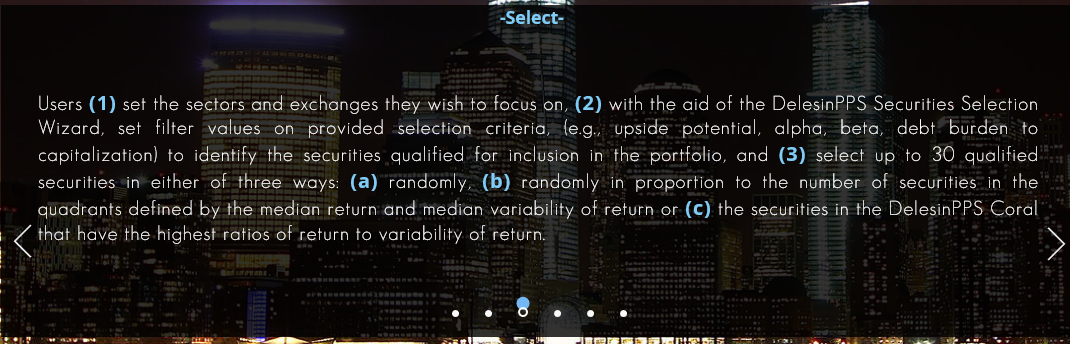 -Select-
Users (1) set the sectors and exchanges they wish to focus on, (2) with the aid of the DelesinPPS Securities Selection
Wizard, set filter values on provided selection criteria, (e.g., upside potential, alpha, beta, debt burden to
capitalization) to identify the securities qualified for inclusion in the portfolio, and (3) select up to 30 qualified
securities in either of three ways: (a) randomly, (b) randomly in proportion to the number of securities in the
quadrants defined by the median return and median variability of return or (c) the securities in the DelesinPPS Coral
that have the highest ratios of return to variability of return.